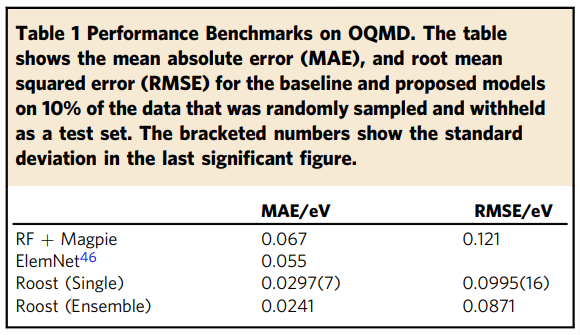 Table 1 Performance Benchmarks on OQMD. The table
shows the mean absolute error (MAE), and root mean
squared error (RMSE) for the baseline and proposed models
on 10% of the data that was randomly sampled and withheld
as a test set. The bracketed numbers show the standard
deviation in the last significant figure.
MAE/eV RMSE/eV
RF + Magpie 0.067 0.121
ElemNet46 0.055
Roost (Single) 0.0297(7) 0.0995(16)
Roost (Ensemble) 0.0241 0.0871